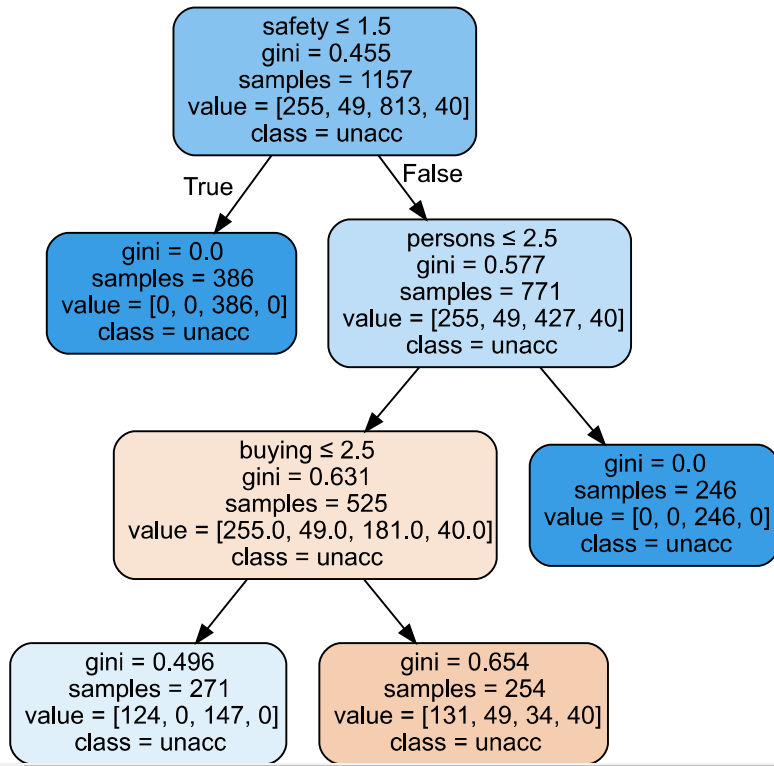 safety ≤ 1.5
gini = 0.455
samples = 1157
value = [255, 49, 813, 40]
class = unacc
True
False
gini = 0.0
samples = 386
value = [0, 0, 386, 0]
class = unacc
persons ≤ 2.5
gini = 0.577
samples = 771
value = [255, 49, 427, 40]
class = unacc
buying ≤ 2.5
gini = 0.631
samples = 525
value = [255.0, 49.0, 181.0, 40.0]
class = unacc
gini = 0.0
samples = 246
value = [0, 0, 246, 0]
class = unacc
gini = 0.496
samples = 271
value = [124, 0, 147, 0]
class = unacc
gini = 0.654
samples = 254
value = [131, 49, 34, 40]
class = unacc